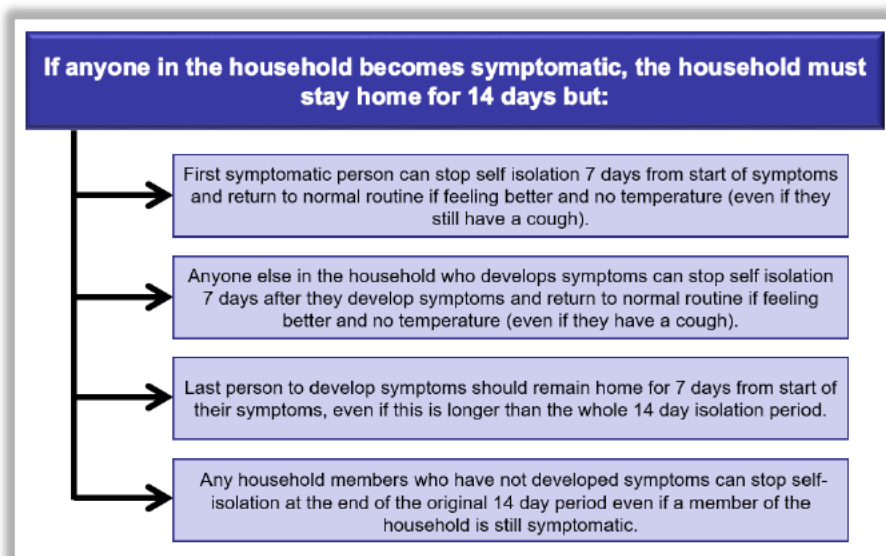 If anyone in the household becomes symptomatic, the household must
stay home for 14 days but:
First symptomatic person can stop self isolation 7 days from start of symptoms
and return to normal routine if feeling better and no temperature (even if they
still have a cough).
Anyone else in the household who develops symptoms can stop self isolation
7 days after they develop symptoms and return to normal routine if feeling
better and no temperature (even if they have a cough).
Last person to develop symptoms should remain home for 7 days from start of
their symptoms, even if this is longer than the whole 14 day isolation period.
Any household members who have not developed symptoms can stop self-
isolation at the end of the original 14 day period even if a member of the
household is still symptomatic.